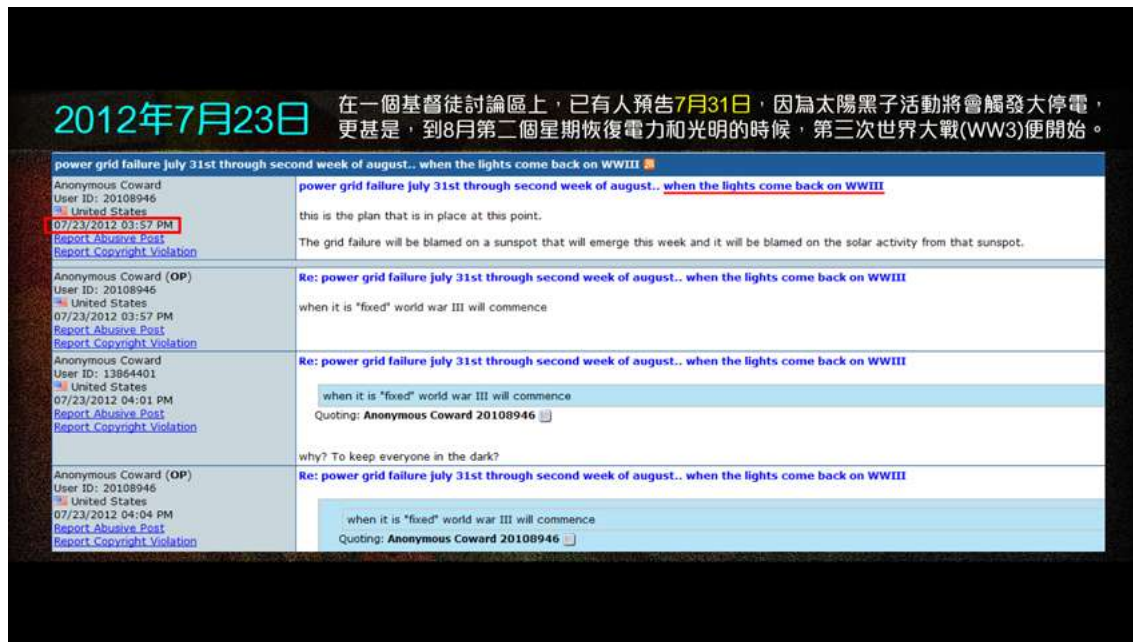 2012年7月23日
在一個基督徒討論區上，已有人預告7月31日，因為太陽黑子活動將會觸發大停電，
更甚是，到8月第二個星期恢復電力和光明的時候，第三次世界大戰(WW3)便開始。
power grid failure july 31st through second week of august.. when the lights come back on WWIII
Anonymous Coward
User ID: 20108946
United States
07/23/2012 03:57 PM
Report Abusive Post
Report Copyright Violation
power grid failure july 31st through second week of august.. when the lights come back on WWIII
this is the plan that is in place at this point.
The grid failure will be blamed on a sunspot that will emerge this week and it will be blamed on the solar activity from that sunspot.
Anonymous Coward (OP)
User ID: 20108946
United States
07/23/2012 03:57 PM
Report Abusive Post
Report Copyright Violation
Re: power grid failure july 31st through second week of august.. when the lights come back on WWIII
when it is "fixed" world war III will commence
Anonymous Coward
User ID: 13864401
United States
07/23/2012 04:01 PM
Report Abusive Post
Report Copyright Violation
Re: power grid failure july 31st through second week of august.. when the lights come back on WWIII
when it is "fixed" world war III will commence
Quoting: Anonymous Coward 20108946
why? To keep everyone in the dark?
Anonymous Coward (OP)
User ID: 20108946
United States
07/23/2012 04:04 PM
Report Abusive Post
Report Copyright Violation
Re: power grid failure july 31st through second week of august.. when the lights come back on WWIII
when it is "fixed" world war III will commence
Quoting: Anonymous Coward 20108946